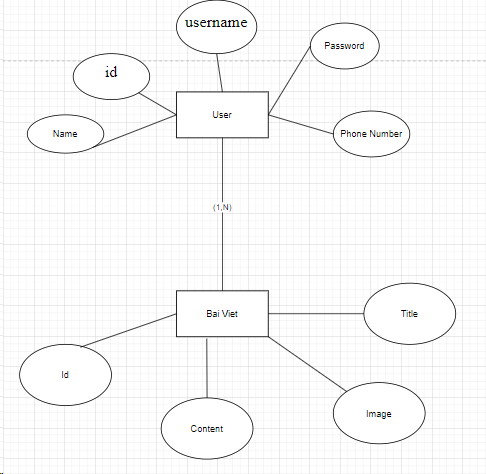 username
Password
id
User
Name
Phone Number
(1,N)
Bai Viet
Title
Id
Image
Content